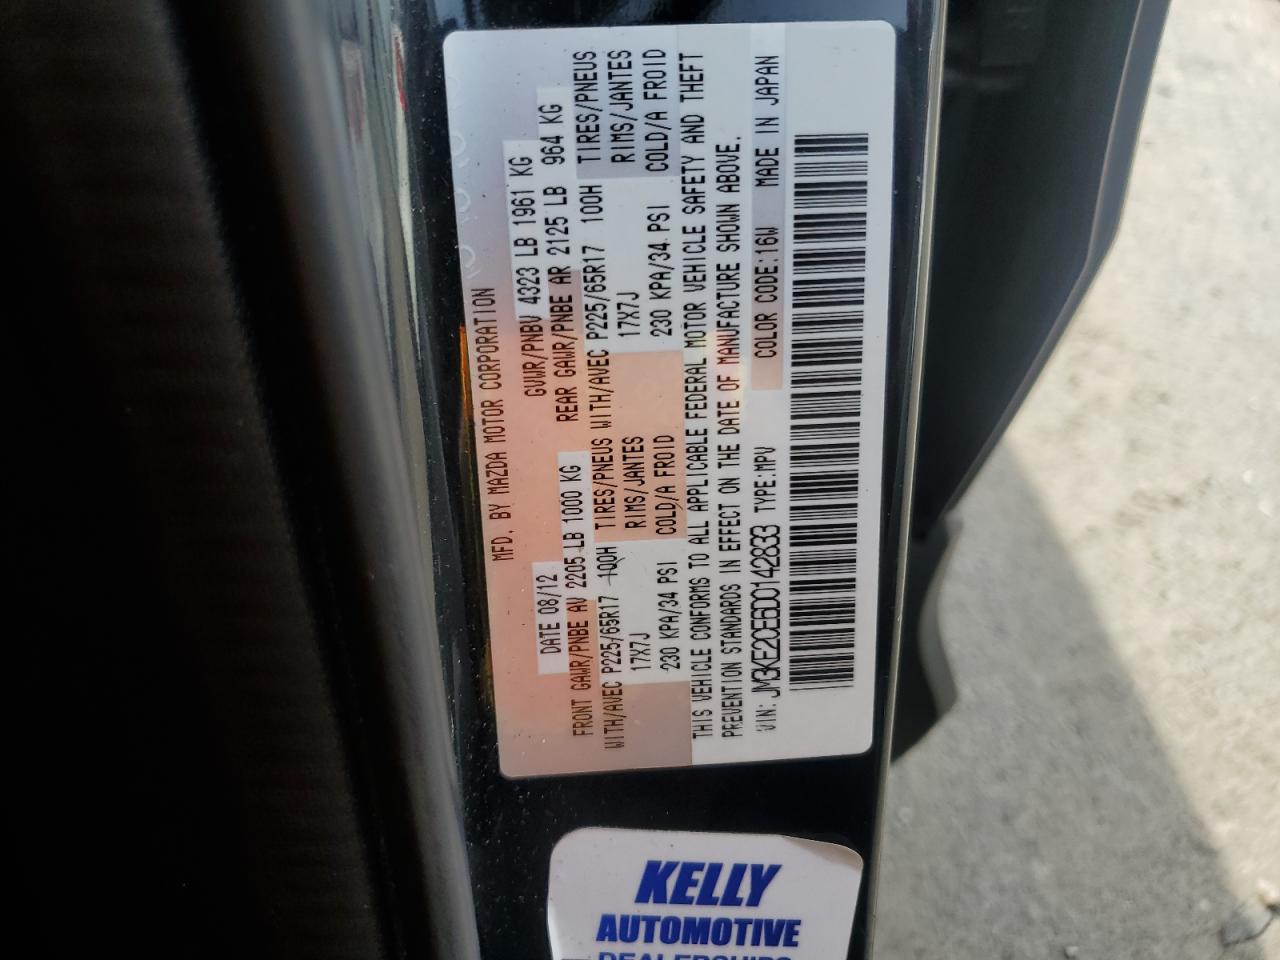 MFD. BY MAZDA MOTOR CORPORATION
DATE 08/12 GVWR/PNBV 4323 LB 1961 KG
FRONT GAWR/PNBE AV 2205 LB 1000 KG REAR GAWR/PNBE AR 2125 LB 964 KG
WITH/AVEC P225/65R17 100H TIRES/PNEUS WITH/AVEC P225/65R17 100H TIRES/PNEUS
17X7J RIMS/JANTES 17X7J RIMS/JANTES
230 KPA/34 PSI COLD/A FROID 230 KPA/34 PSI COLD/A FROID
THIS VEHICLE CONFORMS TO ALL APPLICABLE FEDERAL MOTOR VEHICLE SAFETY AND THEFT
PREVENTION STANDARDS IN EFFECT ON THE DATE OF MANUFACTURE SHOWN ABOVE.
VIN: JM3KE2CE6D0142833 TYPE:MPV COLOR CODE:16W MADE IN JAPAN
KELLY
AUTOMOTIVE
DEALERSHIPS